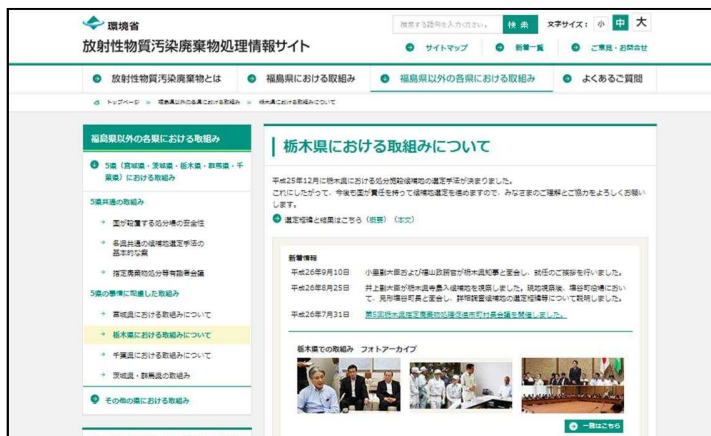 環境省
放射性物質汚染廃棄物処理情報サイト
検索する語句を入力ください。
検 索
文字サイズ： 小 中 大
サイトマップ
新着一覧
ご意見・お問合せ
放射性物質汚染廃棄物とは
福島県における取組み
福島県以外の各県における取組み
よくあるご質問
トップページ » 福島県以外の各県における取組み » 栃木県における取組みについて
福島県以外の各県における取組み
5県（宮城県・茨城県・栃木県・群馬県・千
葉県）における取組み
5県共通の取組み
国が設置する処分場の安全性
各県共通の候補地選定手法の
基本的な案
指定廃棄物処分等有識者会議
5県の事情に配慮した取組み
宮城県における取組みについて
栃木県における取組みについて
千葉県における取組みについて
茨城県・群馬県の取組み
その他の県における取組み
栃木県における取組みについて
平成25年12月に栃木県における処分施設候補地の選定手法が決まりました。
これにしたがって、今後も国が責任を持って候補地選定を進めますので、みなさまのご理解とご協力をよろしくお願い
します。
選定経緯と結果はこちら（概要）（本文）
新着情報
平成26年9月10日 小里副大臣および福山政務官が栃木県知事と面会し、就任のご挨拶を行いました。
平成26年8月25日 井上副大臣が栃木県寺島入候補地を視察しました。現地視察後、塩谷町役場におい
て、見形塩谷町長と面会し、詳細調査候補地の選定経緯等について説明しました。
平成26年7月31日 第5回栃木県指定廃棄物処理促進市町村長会議を開催しました。
栃木県での取組み フォトアーカイブ
一覧はこちら